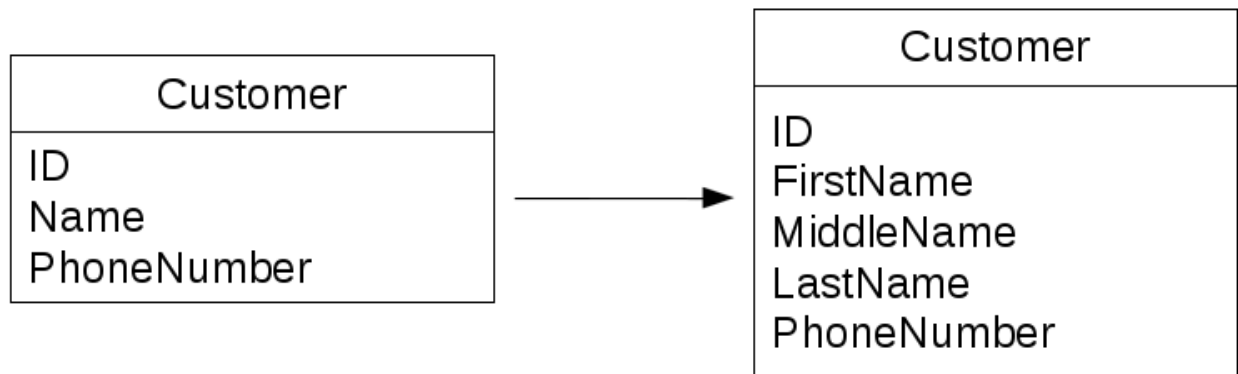 Customer
ID
Name
PhoneNumber
Customer
ID
FirstName
MiddleName
LastName
PhoneNumber